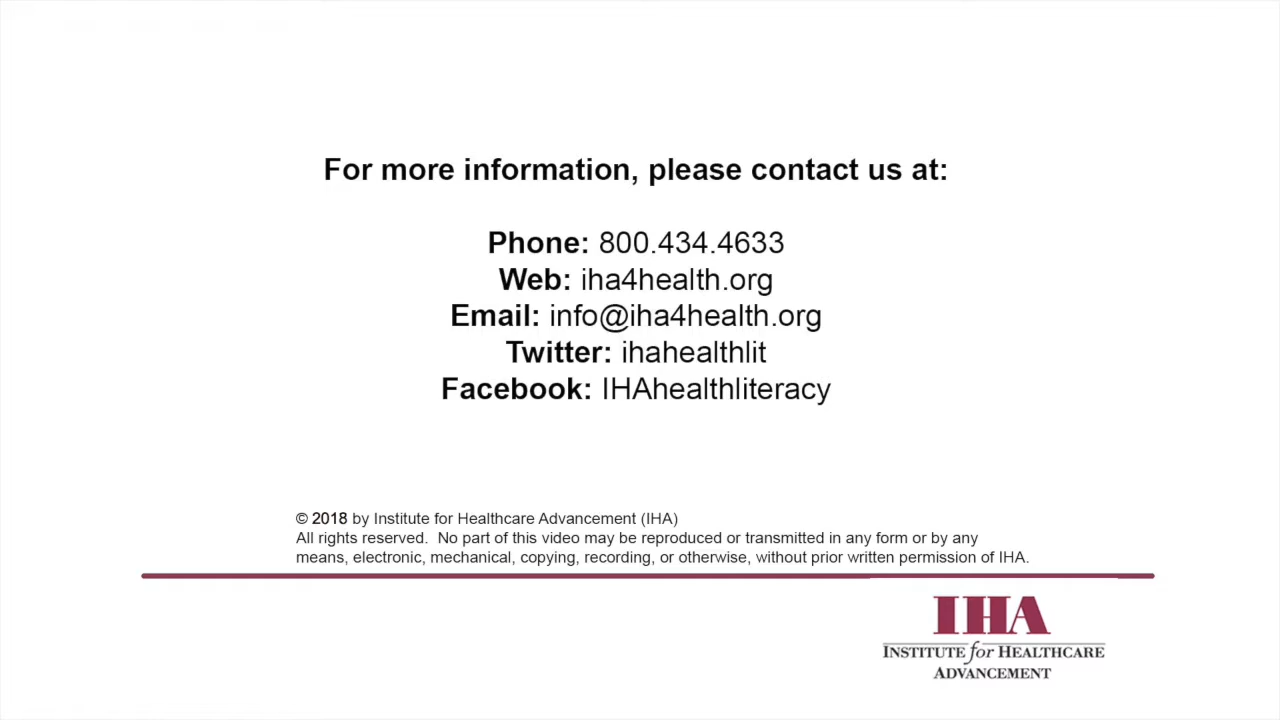 For more information, please contact us at:
Phone: 800.434.4633
Web: iha4health.org
Email: info@iha4health.org
Twitter: ihahealthlit
Facebook: IHAhealthliteracy
© 2018 by Institute for Healthcare Advancement (IHA)
All rights reserved.  No part of this video may be reproduced or transmitted in any form or by any
means, electronic, mechanical, copying, recording, or otherwise, without prior written permission of IHA.
IHA
INSTITUTE for HEALTHCARE
ADVANCEMENT